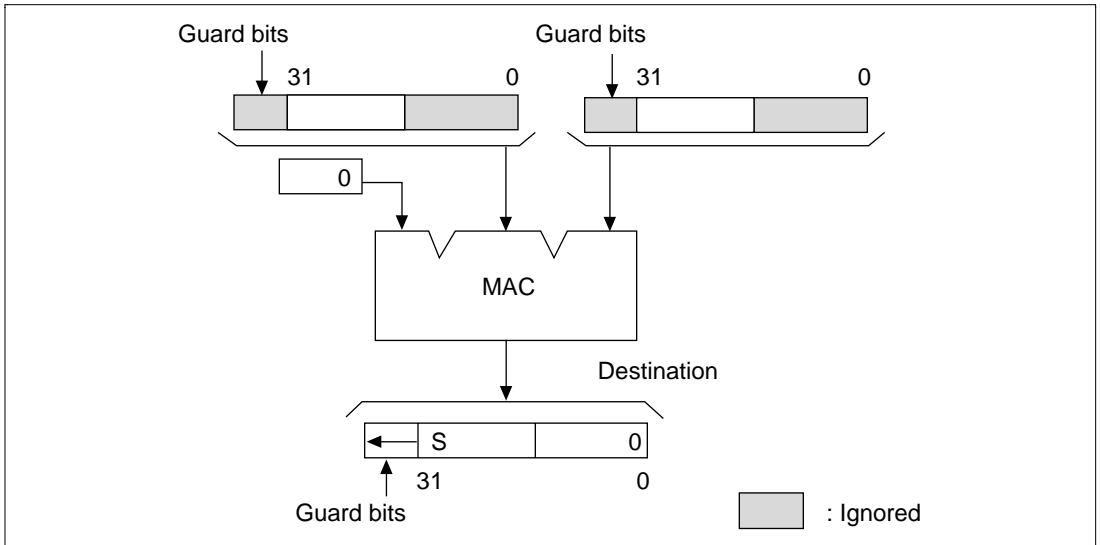 Guard bits Guard bits
31 0 31 0
0
MAC
Destination
S 0
31 0
Guard bits
: Ignored